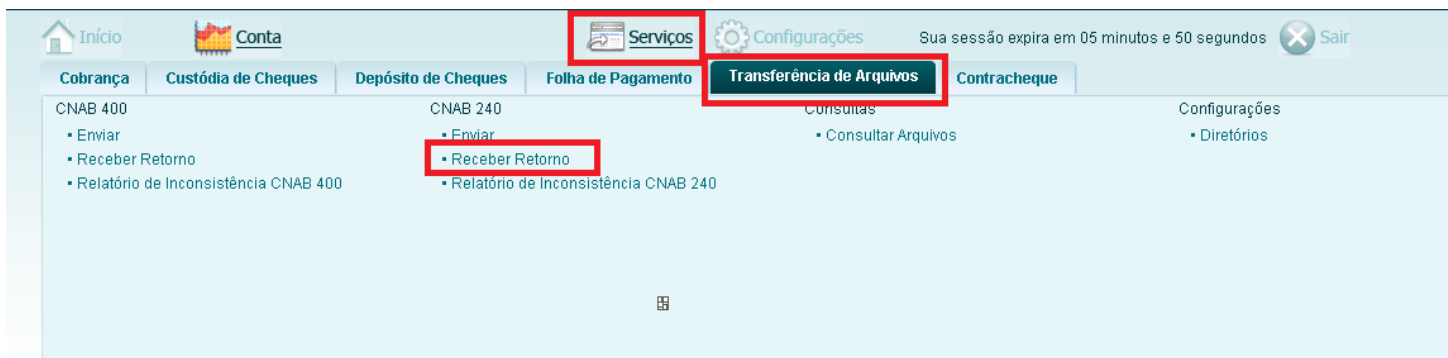 Início Conta Serviços Configurações Sua sessão expira em 05 minutos e 50 segundos Sair
Cobrança Custódia de Cheques Depósito de Cheques Folha de Pagamento Transferência de Arquivos Contracheque
CNAB 400 CNAB 240 Consultas Configurações
▪ Enviar ▪ Enviar ▪ Consultar Arquivos ▪ Diretórios
▪ Receber Retorno ▪ Receber Retorno
▪ Relatório de Inconsistência CNAB 400 ▪ Relatório de Inconsistência CNAB 240